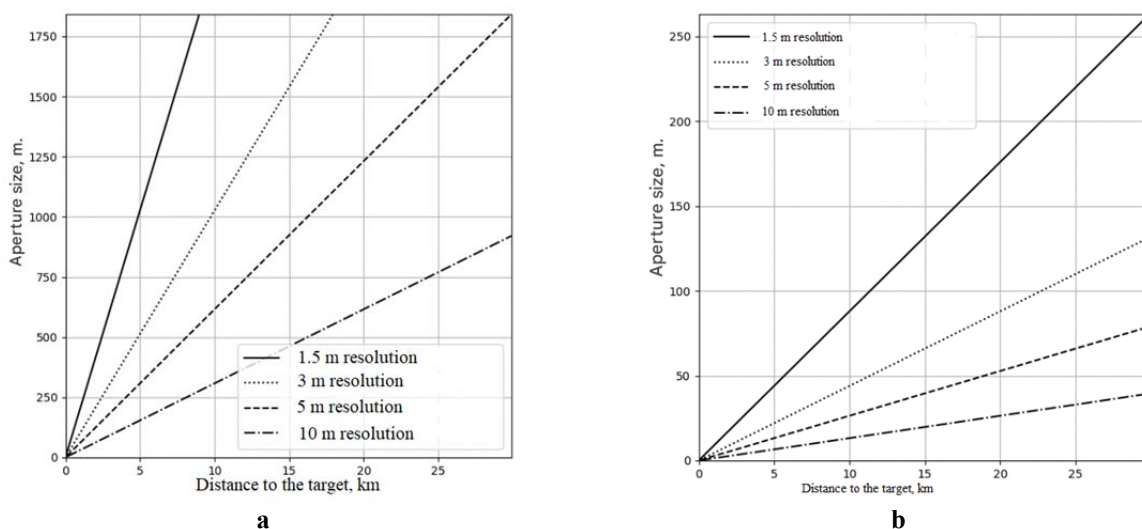 1750
1500
1250
1000
750
500
250
0
Aperture size, m.
1.5 m resolution
3 m resolution
5 m resolution
10 m resolution
0 5 10 15 20 25
Distance to the target, km
a
250
200
150
100
50
0
Aperture size, m.
1.5 m resolution
3 m resolution
5 m resolution
10 m resolution
0 5 10 15 20 25
Distance to the target, km
b